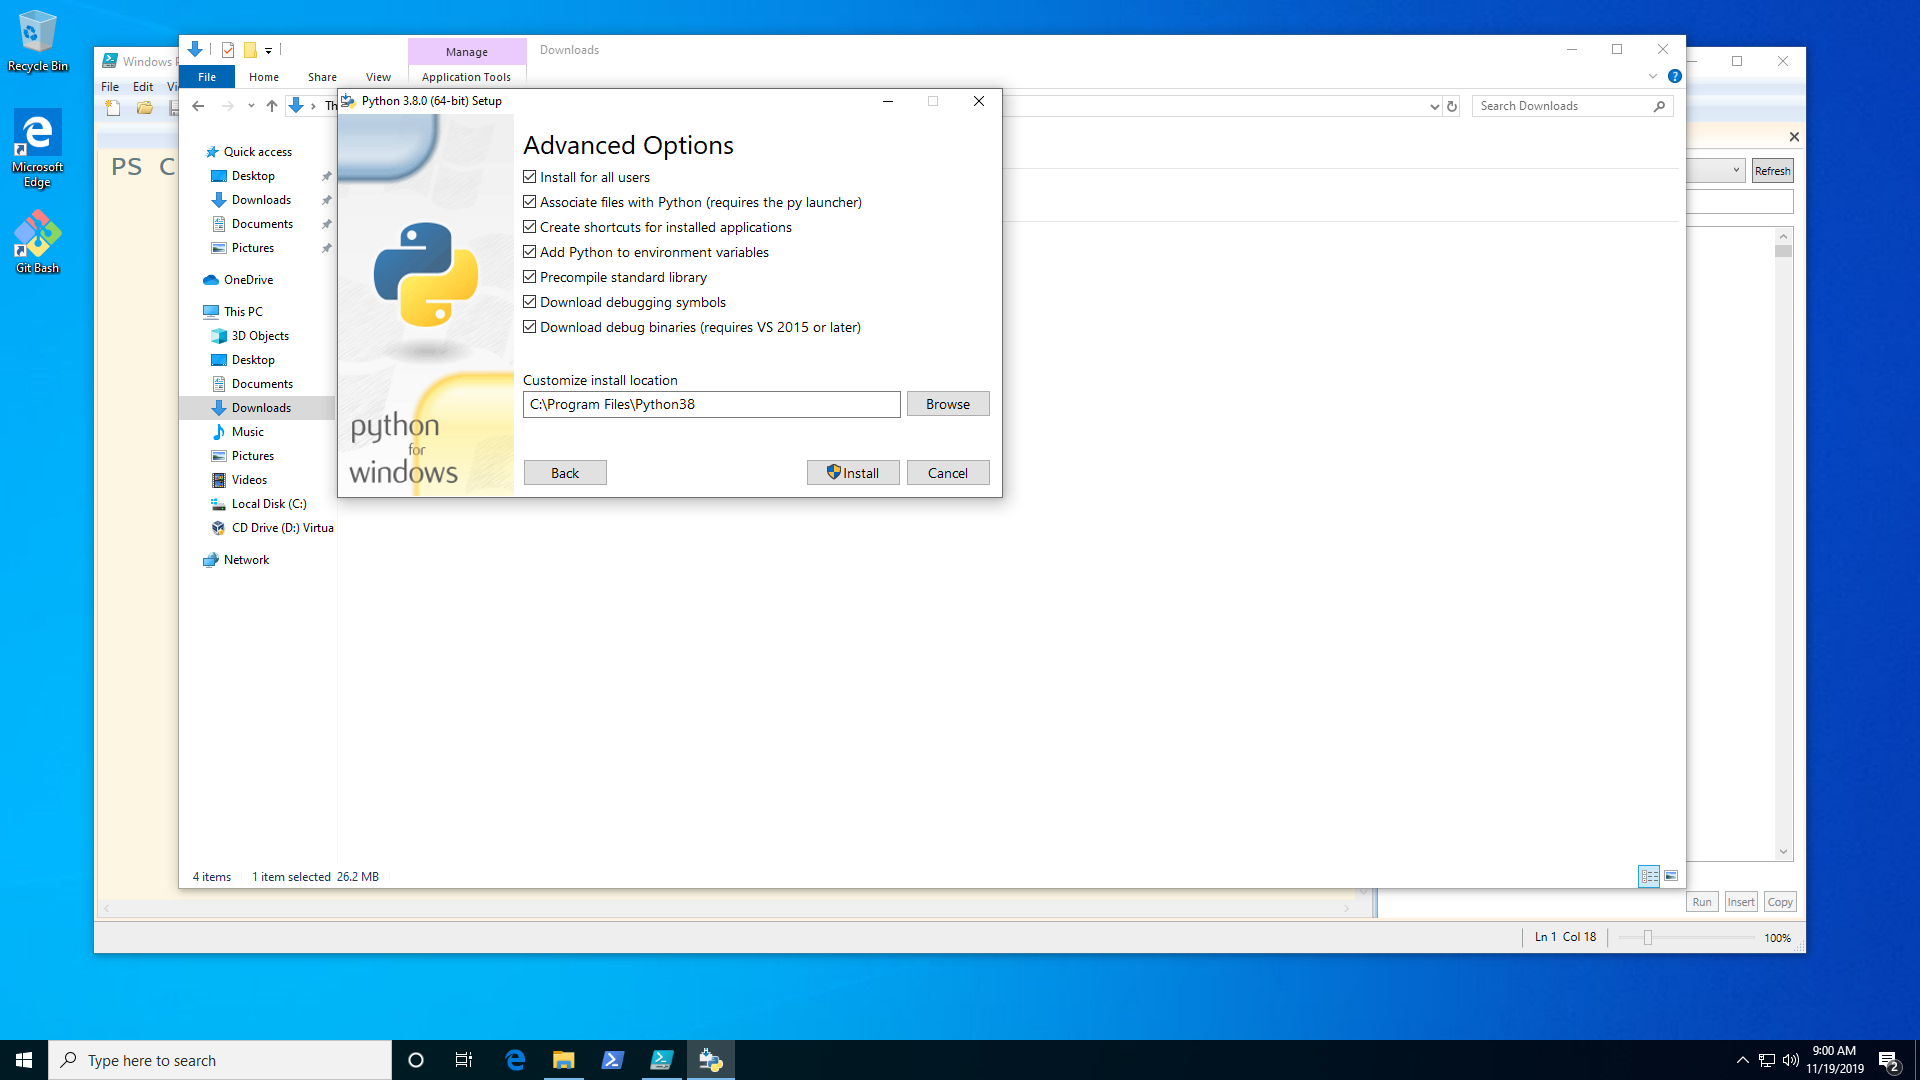 Recycle Bin
Microsoft
Edge
Git Bash
Windows P
File Edit Vi
PS C
Manage
Downloads
File Home Share View Application Tools
Th
Search Downloads
Python 3.8.0 (64-bit) Setup
Quick access
Desktop
Downloads
Documents
Pictures
OneDrive
This PC
3D Objects
Desktop
Documents
Downloads
Music
Pictures
Videos
Local Disk (C:)
CD Drive (D:) Virtua
Network
python
for
windows
Advanced Options
Install for all users
Associate files with Python (requires the py launcher)
Create shortcuts for installed applications
Add Python to environment variables
Precompile standard library
Download debugging symbols
Download debug binaries (requires VS 2015 or later)
Customize install location
C:\Program Files\Python38
Browse
Back
Install
Cancel
Refresh
4 items 1 item selected 26.2 MB
Run Insert Copy
Ln 1 Col 18
100%
Type here to search
9:00 AM
11/19/2019
2